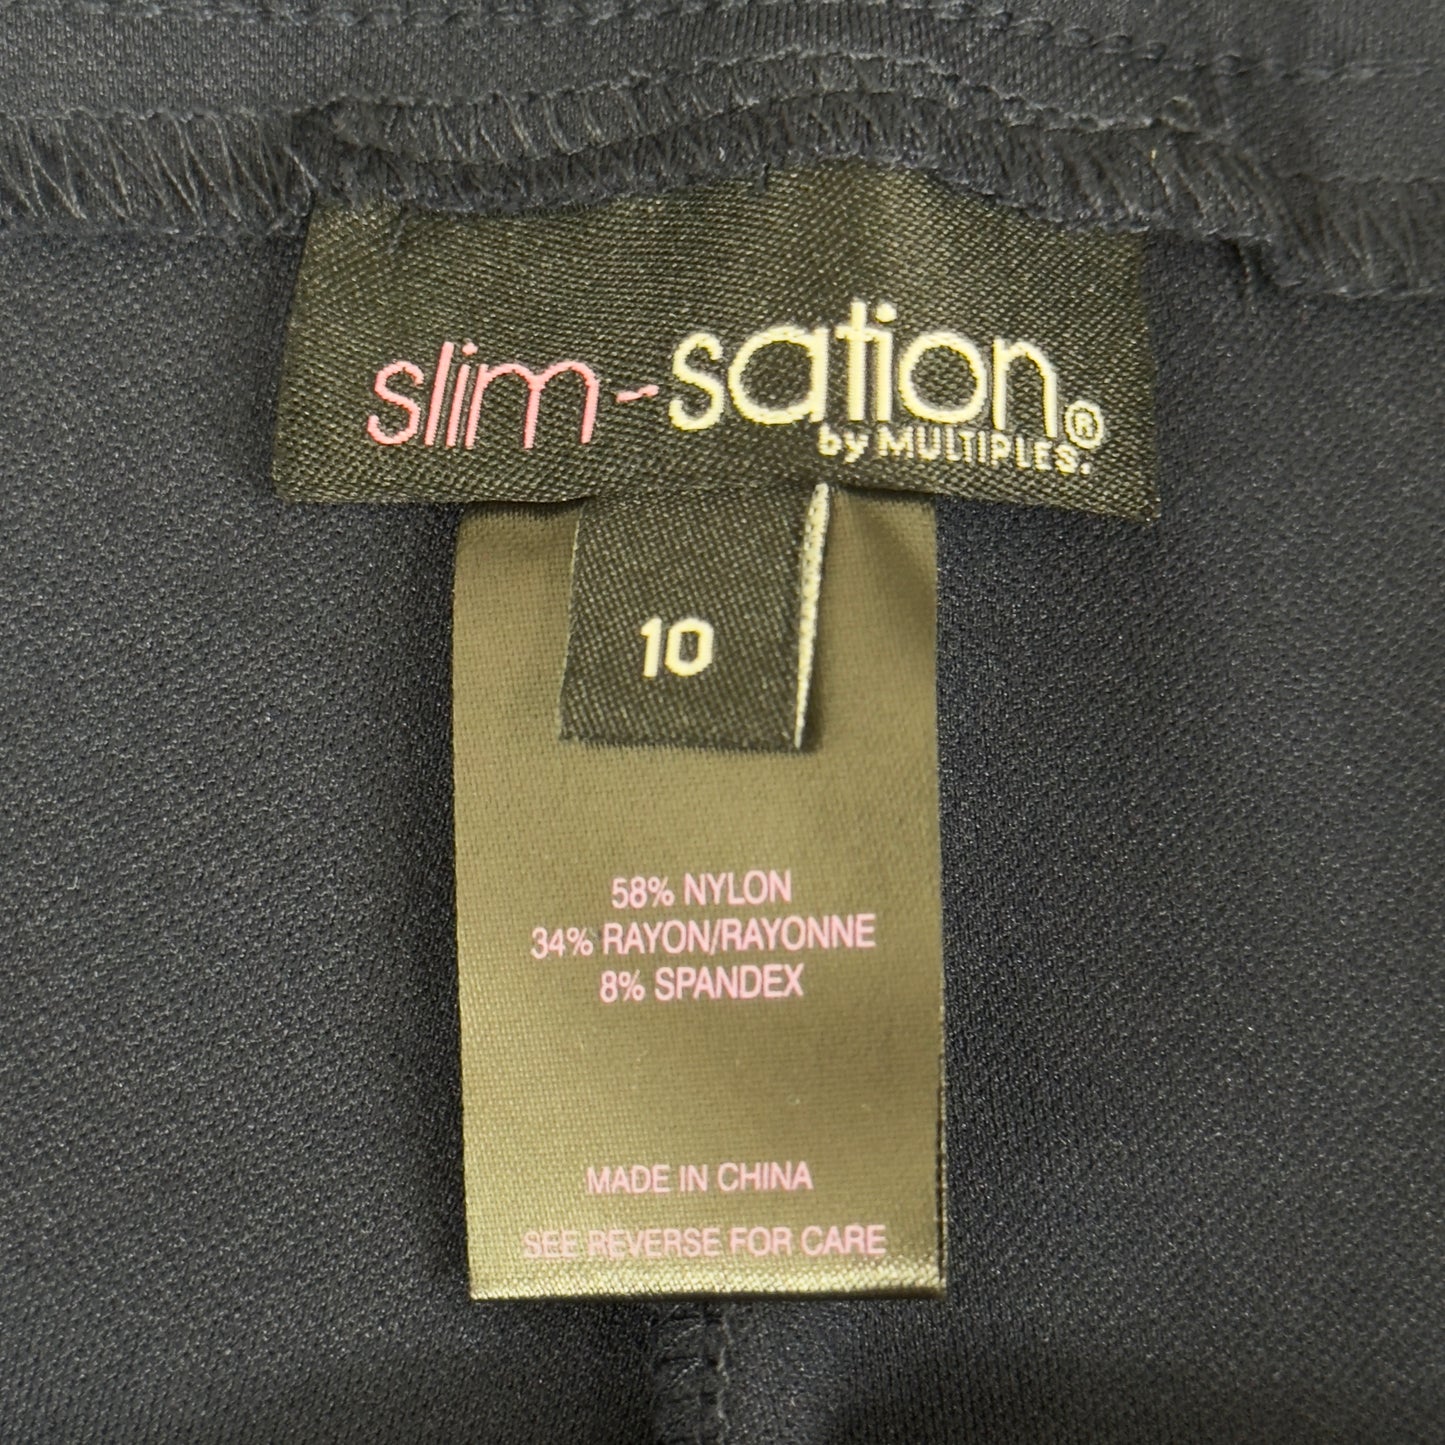 slim-sation®
by MULTIPLES.
10
58% NYLON
34% RAYON/RAYONNE
8% SPANDEX
MADE IN CHINA
SEE REVERSE FOR CARE